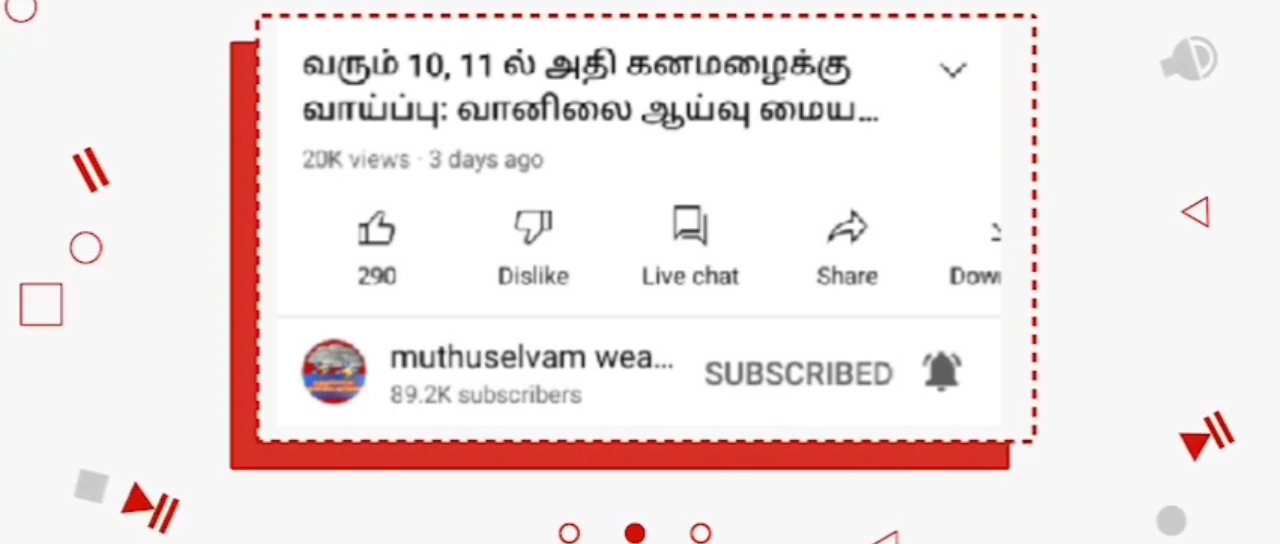 வரும் 10, 11 ல் அதி கனமழைக்கு
வாய்ப்பு: வானிலை ஆய்வு மைய...
20K views · 3 days ago
290
Dislike
Live chat
Share
Dow
muthuselvam wea...
SUBSCRIBED
89.2K subscribers